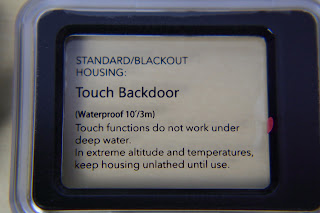 STANDARD/BLACKOUT
HOUSING:
Touch Backdoor
(Waterproof 10'/3m)
Touch functions do not work under
deep water.
In extreme altitude and temperatures,
keep housing unlathed until use.